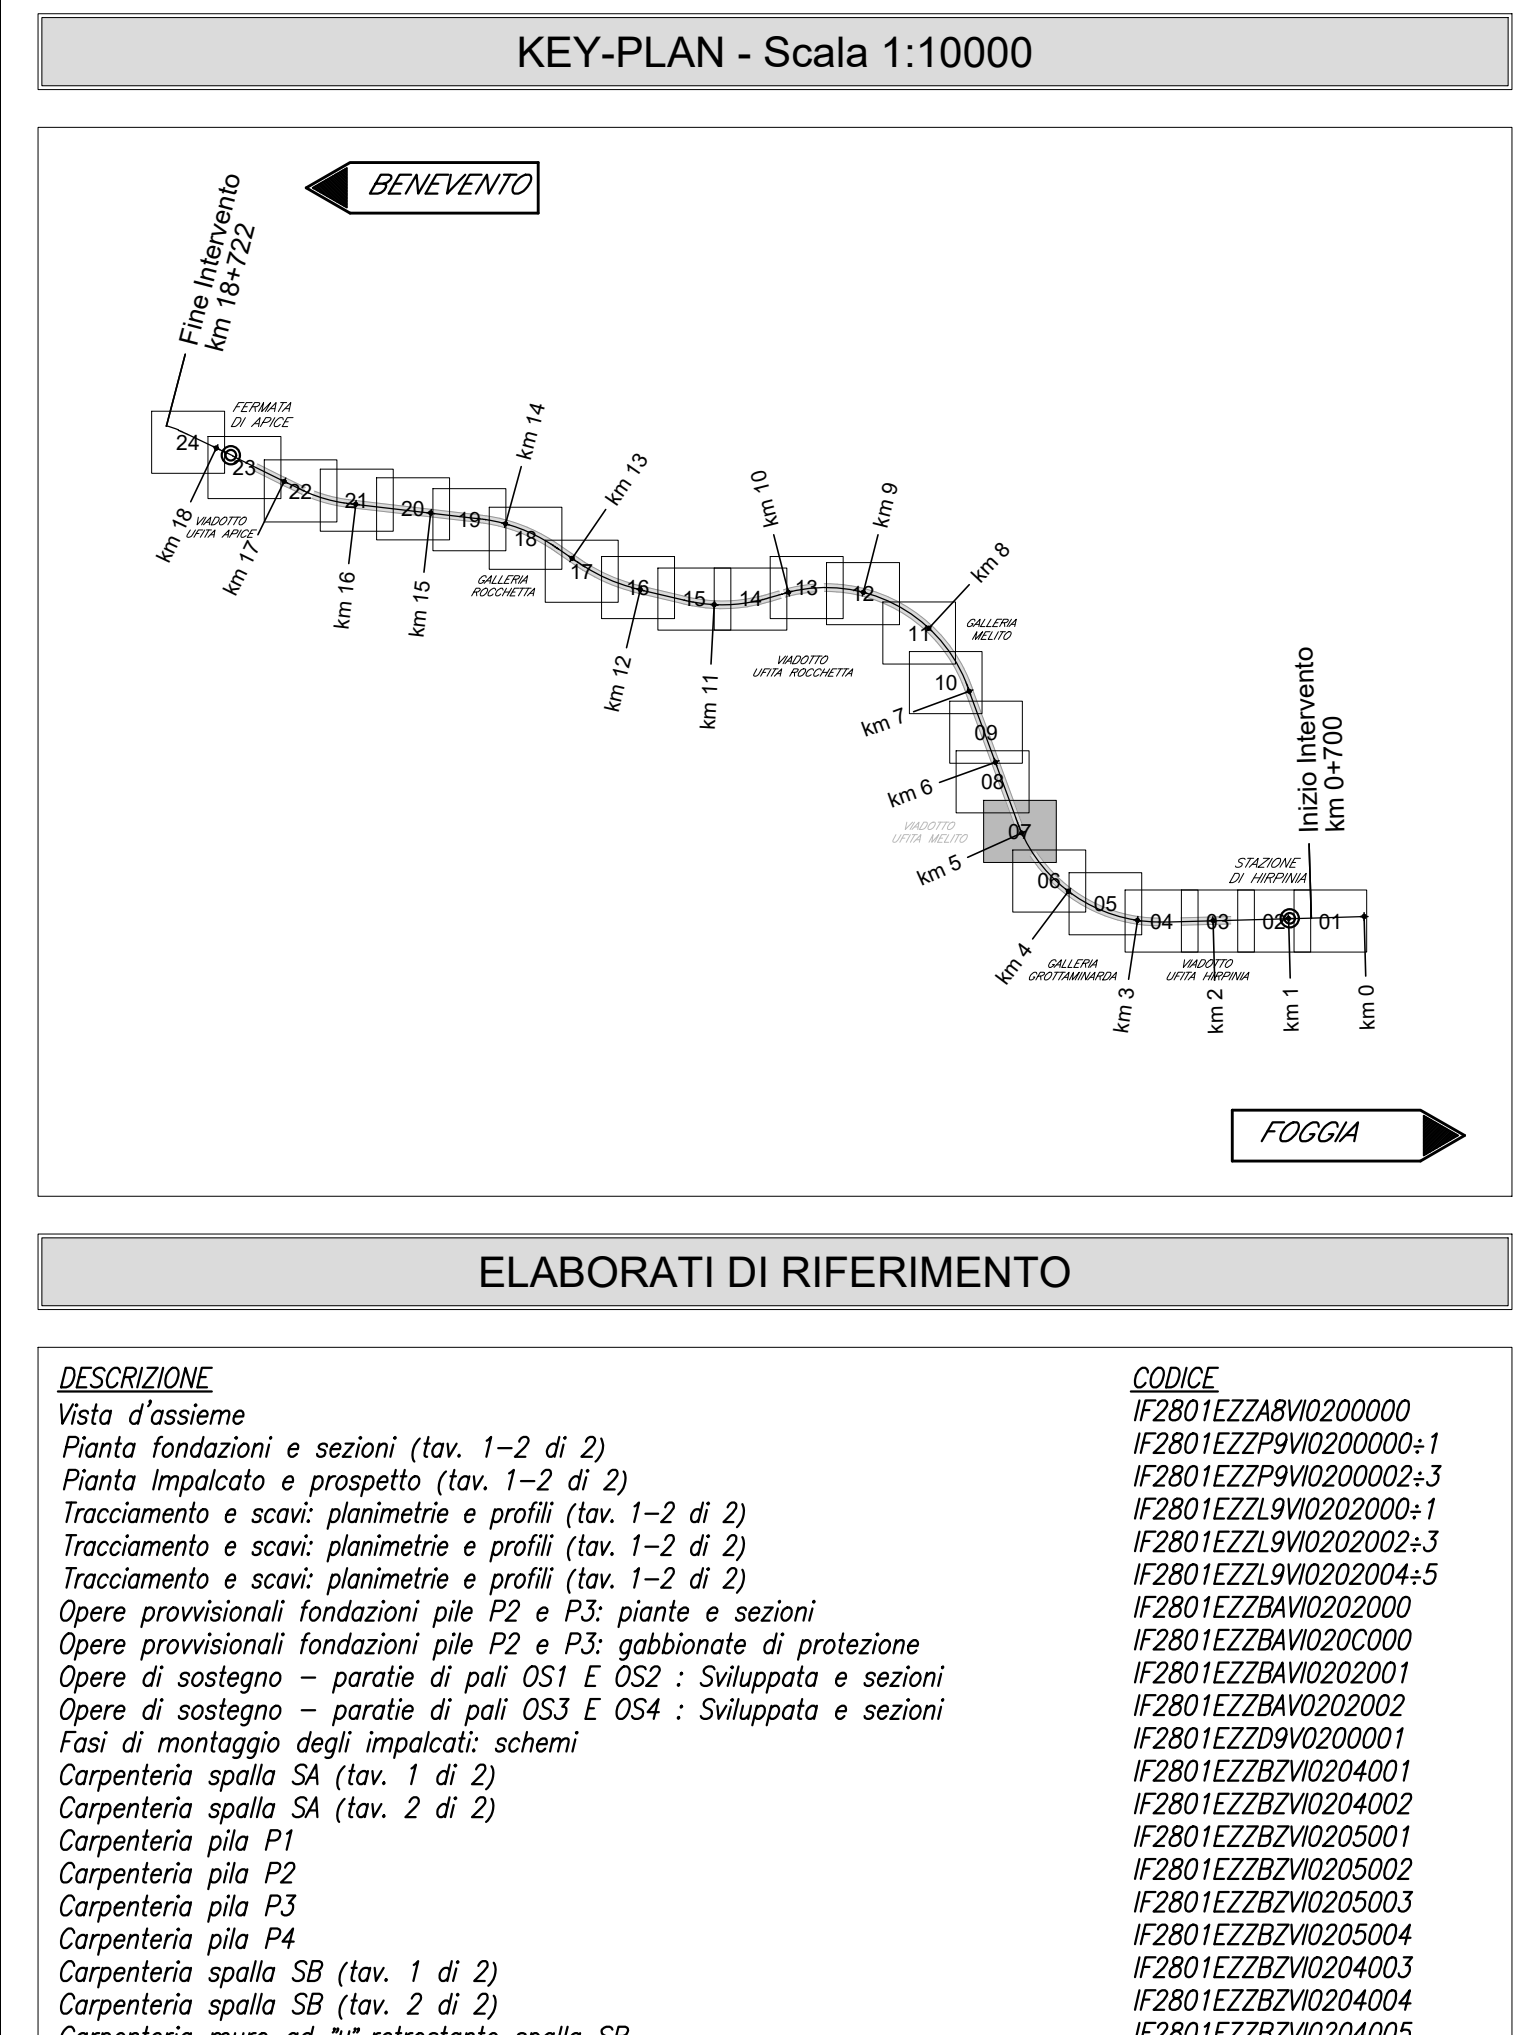 KEY-PLAN - Scala 1:10000
BENEVENTO
Fine Intervento
km 18+722
FERMATA
DI APICE
24
23
22
21
20
19
18
17
16
15
14
13
12
11
10
09
08
07
06
05
04
03
02
01
km 18
VIADOTTO
UFITA APICE
km 17
km 16
km 15
km 14
km 13
GALLERIA
ROCCHETTA
km 12
km 11
km 10
VIADOTTO
UFITA ROCCHETTA
km 9
km 8
GALLERIA
MELITO
km 7
km 6
VIADOTTO
UFITA MELITO
km 5
km 4
GALLERIA
GROTTAMINARDA
km 3
VIADOTTO
UFITA HIRPINIA
km 2
km 1
km 0
STAZIONE
DI HIRPINIA
Inizio Intervento
km 0+700
FOGGIA
ELABORATI DI RIFERIMENTO
DESCRIZIONE CODICE
Vista d'assieme IF2801EZZA8VI0200000
Pianta fondazioni e sezioni (tav. 1-2 di 2) IF2801EZZP9VI0200000÷1
Pianta Impalcato e prospetto (tav. 1-2 di 2) IF2801EZZP9VI0200002÷3
Tracciamento e scavi: planimetrie e profili (tav. 1-2 di 2) IF2801EZZL9VI0202000÷1
Tracciamento e scavi: planimetrie e profili (tav. 1-2 di 2) IF2801EZZL9VI0202002÷3
Tracciamento e scavi: planimetrie e profili (tav. 1-2 di 2) IF2801EZZL9VI0202004÷5
Opere provvisionali fondazioni pile P2 e P3: piante e sezioni IF2801EZZBAVI0202000
Opere provvisionali fondazioni pile P2 e P3: gabbionate di protezione IF2801EZZBAVI020C000
Opere di sostegno - paratie di pali OS1 E OS2 : Sviluppata e sezioni IF2801EZZBAVI0202001
Opere di sostegno - paratie di pali OS3 E OS4 : Sviluppata e sezioni IF2801EZZBAV0202002
Fasi di montaggio degli impalcati: schemi IF2801EZZD9V0200001
Carpenteria spalla SA (tav. 1 di 2) IF2801EZZBZVI0204001
Carpenteria spalla SA (tav. 2 di 2) IF2801EZZBZVI0204002
Carpenteria pila P1 IF2801EZZBZVI0205001
Carpenteria pila P2 IF2801EZZBZVI0205002
Carpenteria pila P3 IF2801EZZBZVI0205003
Carpenteria pila P4 IF2801EZZBZVI0205004
Carpenteria spalla SB (tav. 1 di 2) IF2801EZZBZVI0204003
Carpenteria spalla SB (tav. 2 di 2) IF2801EZZBZVI0204004
Carpenteria muro ad "u" retrostante spalla SB IF2801EZZBZVI0204005